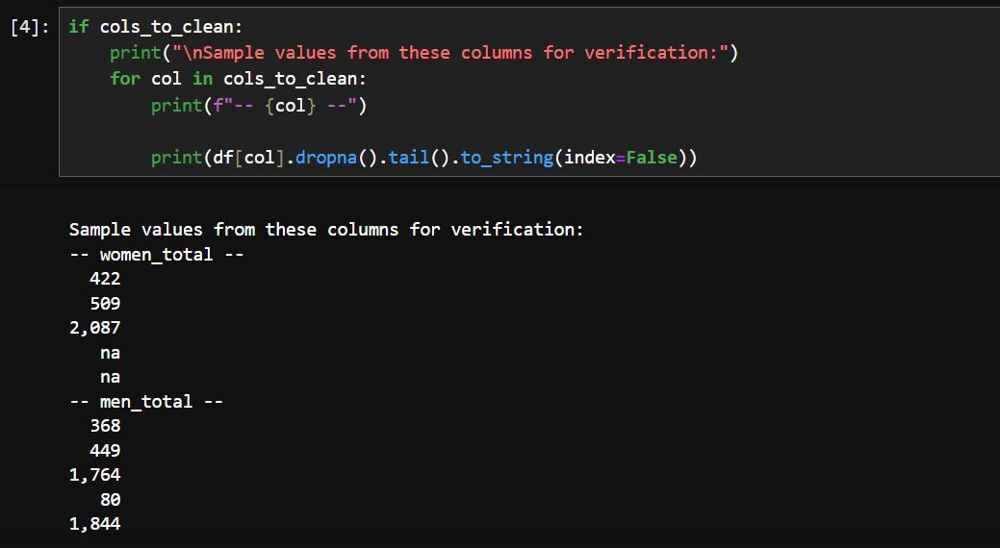 [4]: if cols_to_clean:
    print("\nSample values from these columns for verification:")
    for col in cols_to_clean:
        print(f"-- {col} --")

        print(df[col].dropna().tail().to_string(index=False))

Sample values from these columns for verification:
-- women_total --
  422
  509
2,087
   na
   na
-- men_total --
  368
  449
1,764
   80
1,844